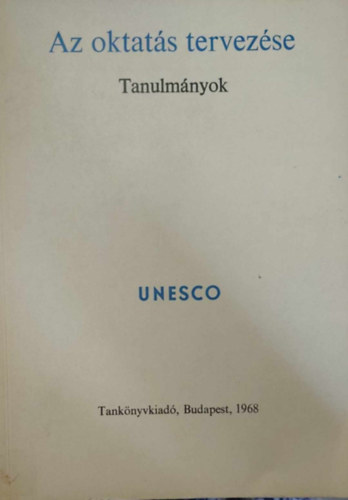 Az oktatás tervezése
Tanulmányok
UNESCO
Tankönyvkiadó, Budapest, 1968